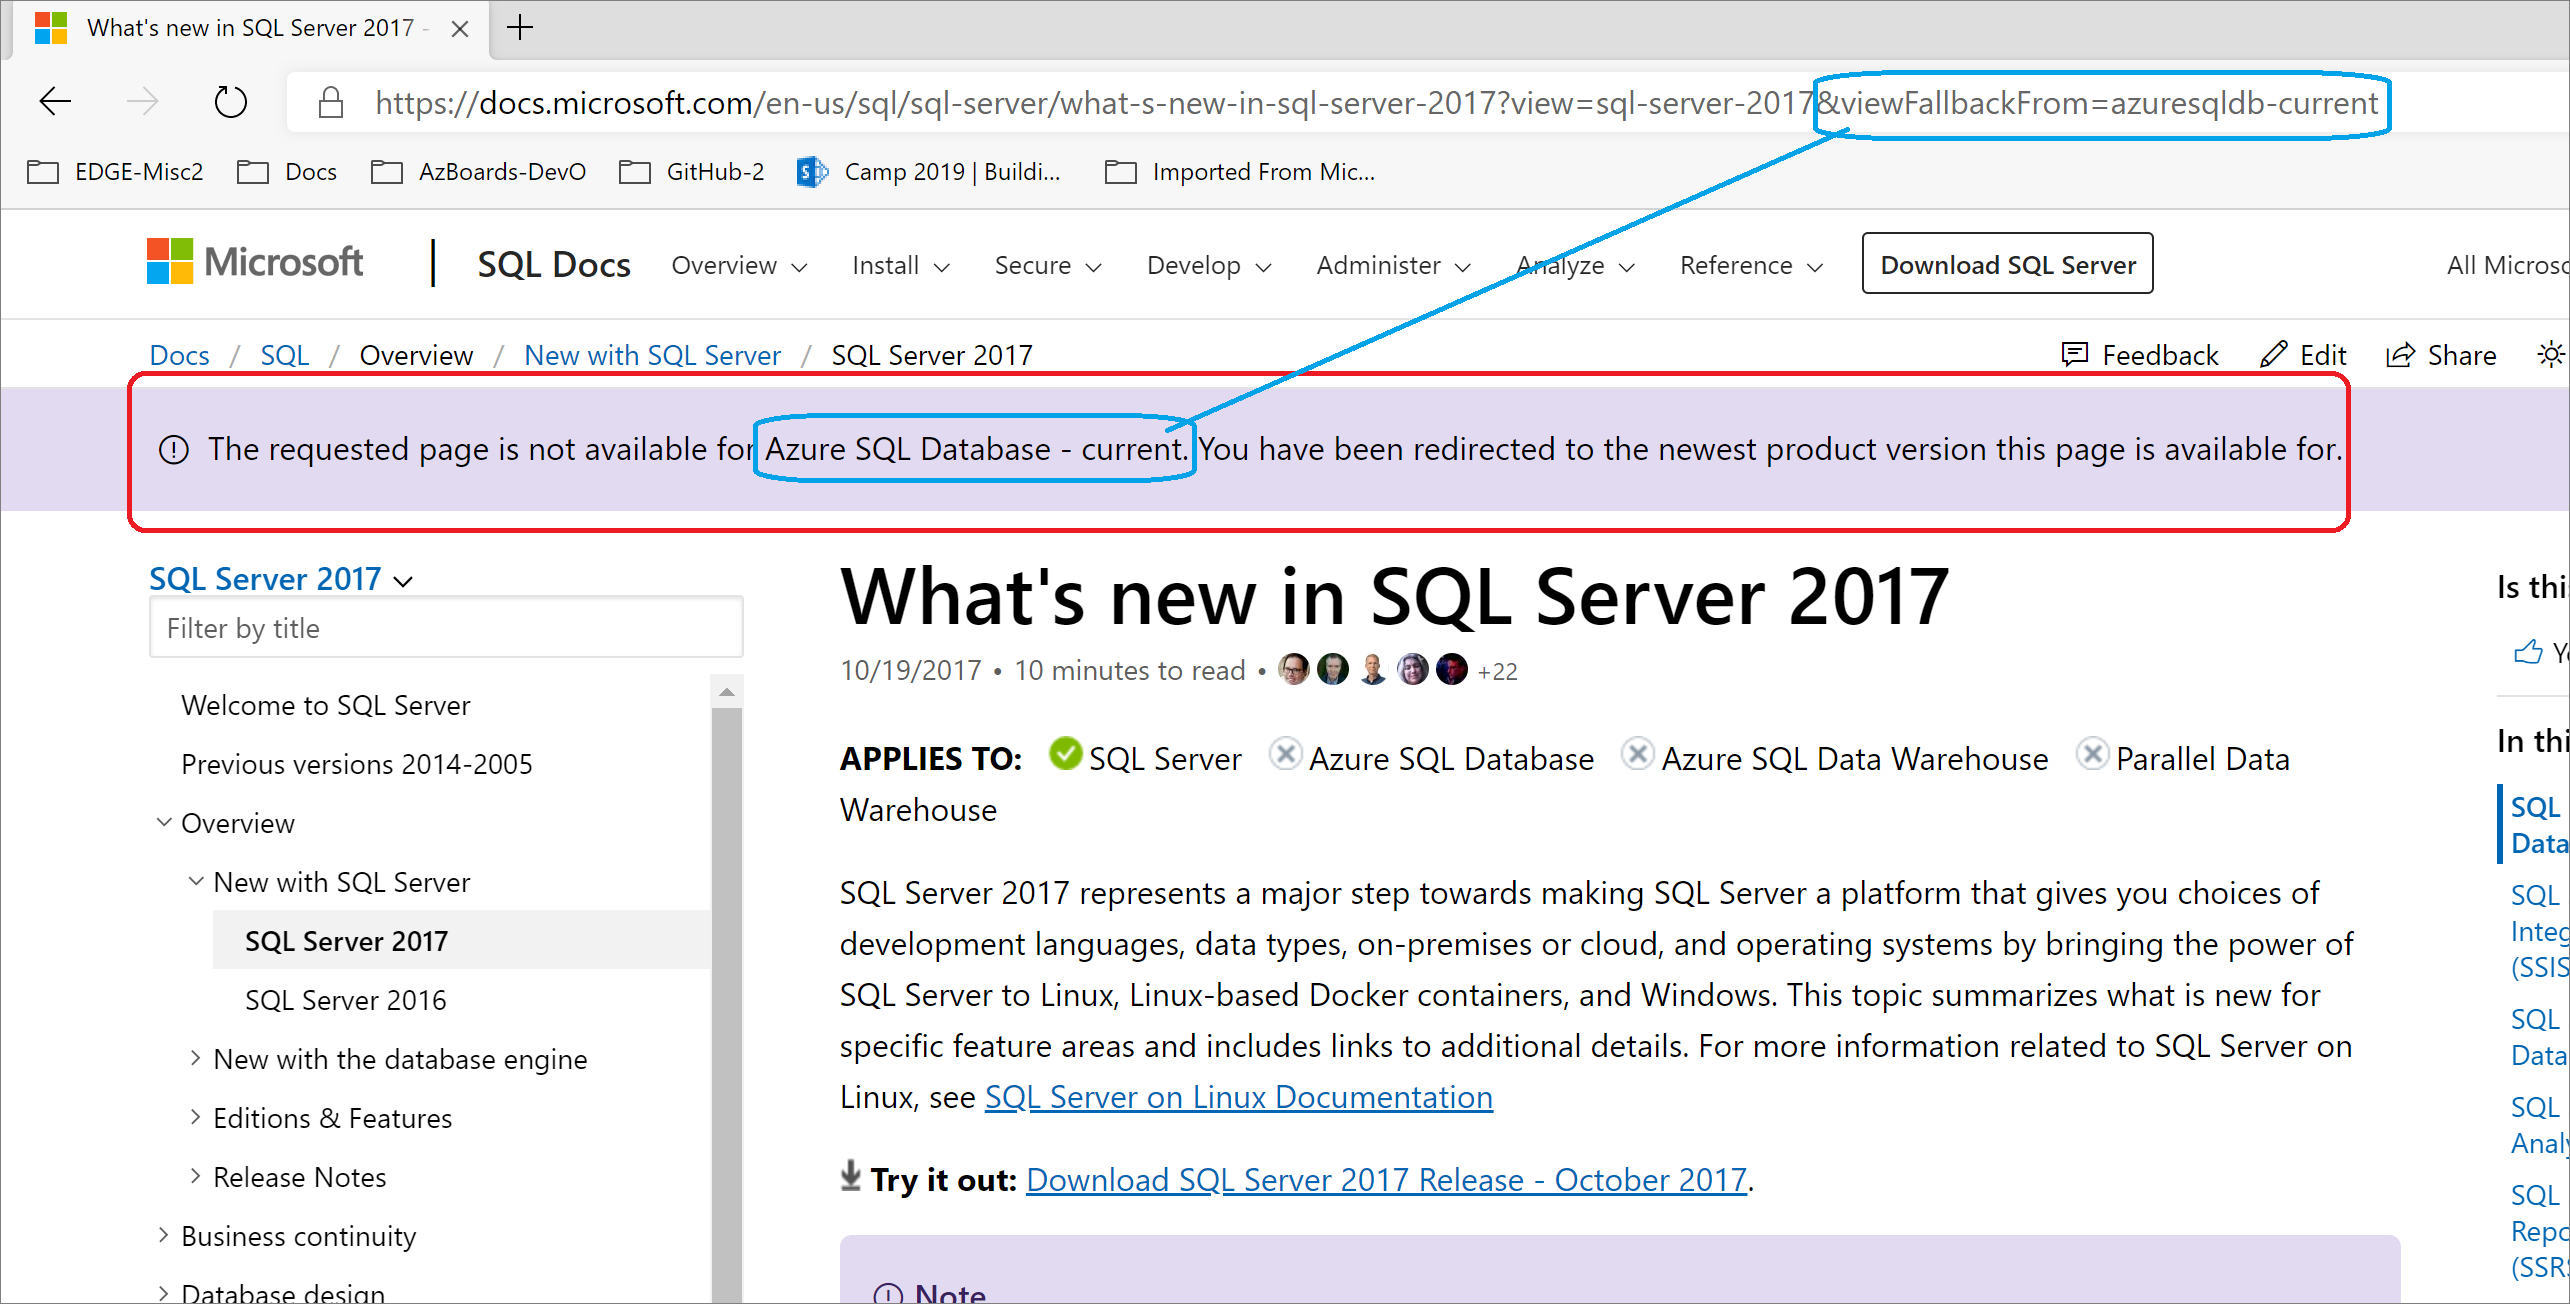 What's new in SQL Server 2017 -
https://docs.microsoft.com/en-us/sql/sql-server/what-s-new-in-sql-server-2017?view=sql-server-2017&viewFallbackFrom=azuresqldb-current
EDGE-Misc2 Docs AzBoards-DevO GitHub-2 Camp 2019 | Buildi... Imported From Mic...
Microsoft | SQL Docs Overview Install Secure Develop Administer Analyze Reference Download SQL Server All Microsc
Docs / SQL / Overview / New with SQL Server / SQL Server 2017 Feedback Edit Share
The requested page is not available for Azure SQL Database - current. You have been redirected to the newest product version this page is available for.
SQL Server 2017
Filter by title
Welcome to SQL Server
Previous versions 2014-2005
Overview
New with SQL Server
SQL Server 2017
SQL Server 2016
New with the database engine
Editions & Features
Release Notes
Business continuity
Database design
What's new in SQL Server 2017
10/19/2017 • 10 minutes to read • +22
APPLIES TO: SQL Server Azure SQL Database Azure SQL Data Warehouse Parallel Data
Warehouse
SQL Server 2017 represents a major step towards making SQL Server a platform that gives you choices of
development languages, data types, on-premises or cloud, and operating systems by bringing the power of
SQL Server to Linux, Linux-based Docker containers, and Windows. This topic summarizes what is new for
specific feature areas and includes links to additional details. For more information related to SQL Server on
Linux, see SQL Server on Linux Documentation
Try it out: Download SQL Server 2017 Release - October 2017.
Note
Is this
Ye
In thi
SQL
Data
SQL
Integ
(SSIS
SQL
Data
SQL
Analy
SQL
Repo
(SSRS